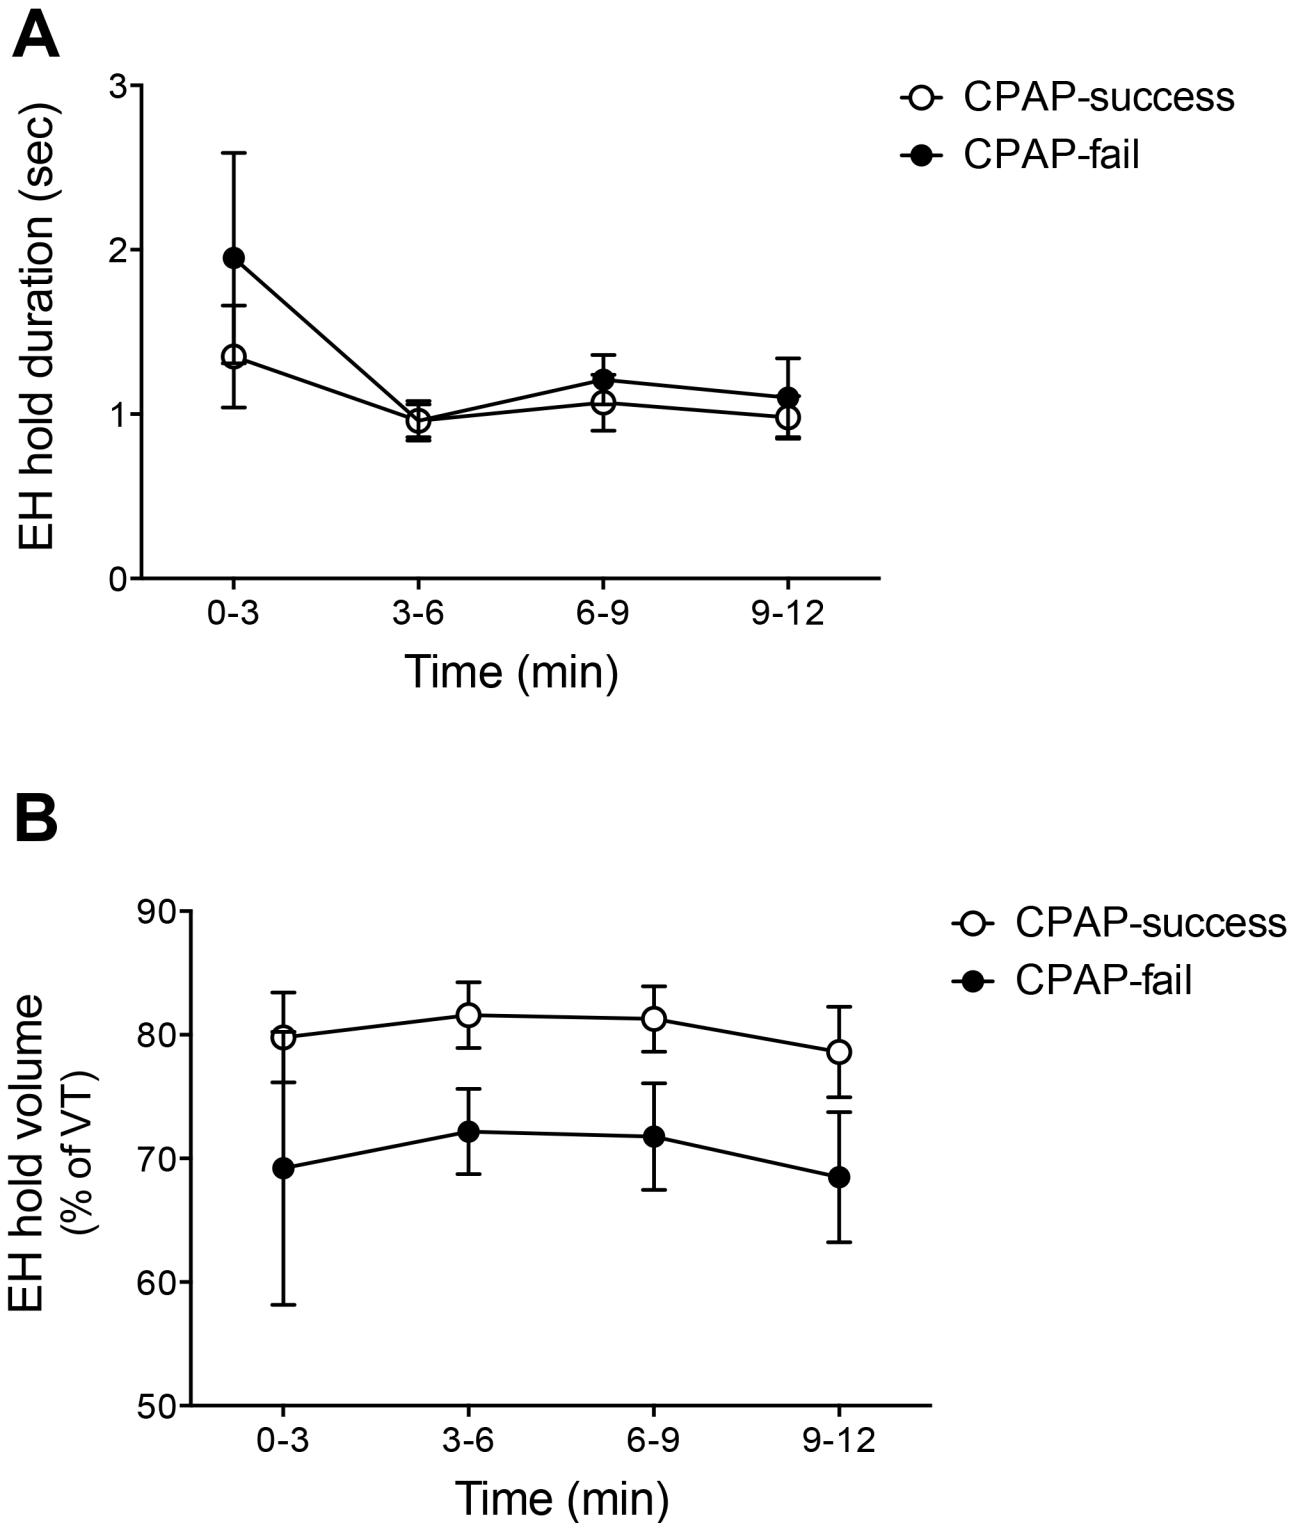 A
3
2
1
0
EH hold duration (sec)
0-3 3-6 6-9 9-12
Time (min)
CPAP-success
CPAP-fail
B
90
80
70
60
50
EH hold volume
(% of VT)
0-3 3-6 6-9 9-12
Time (min)
CPAP-success
CPAP-fail